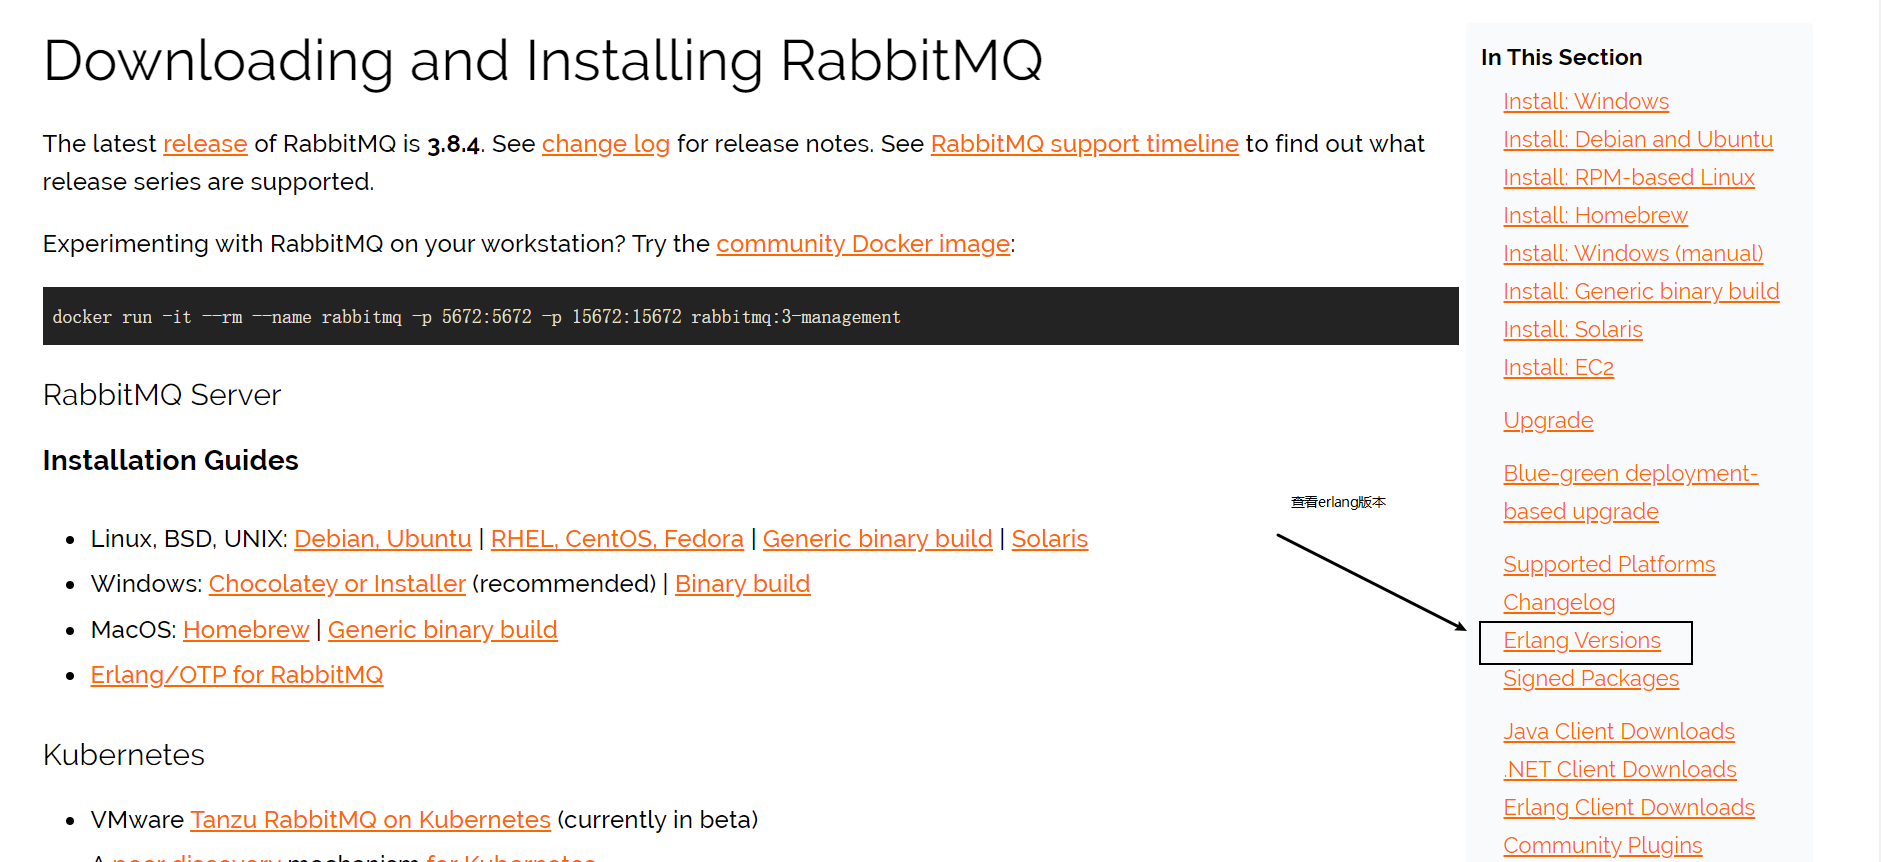 Downloading and Installing RabbitMQ
The latest release of RabbitMQ is 3.8.4. See change log for release notes. See RabbitMQ support timeline to find out what
release series are supported.
Experimenting with RabbitMQ on your workstation? Try the community Docker image:
docker run -it --rm --name rabbitmq -p 5672:5672 -p 15672:15672 rabbitmq:3-management
RabbitMQ Server
Installation Guides
查看erlang版本
• Linux, BSD, UNIX: Debian, Ubuntu | RHEL, CentOS, Fedora | Generic binary build | Solaris
• Windows: Chocolatey or Installer (recommended) | Binary build
• MacOS: Homebrew | Generic binary build
• Erlang/OTP for RabbitMQ
Kubernetes
• VMware Tanzu RabbitMQ on Kubernetes (currently in beta)
• A peer discovery mechanism for Kubernetes
In This Section
Install: Windows
Install: Debian and Ubuntu
Install: RPM-based Linux
Install: Homebrew
Install: Windows (manual)
Install: Generic binary build
Install: Solaris
Install: EC2
Upgrade
Blue-green deployment-
based upgrade
Supported Platforms
Changelog
Erlang Versions
Signed Packages
Java Client Downloads
.NET Client Downloads
Erlang Client Downloads
Community Plugins